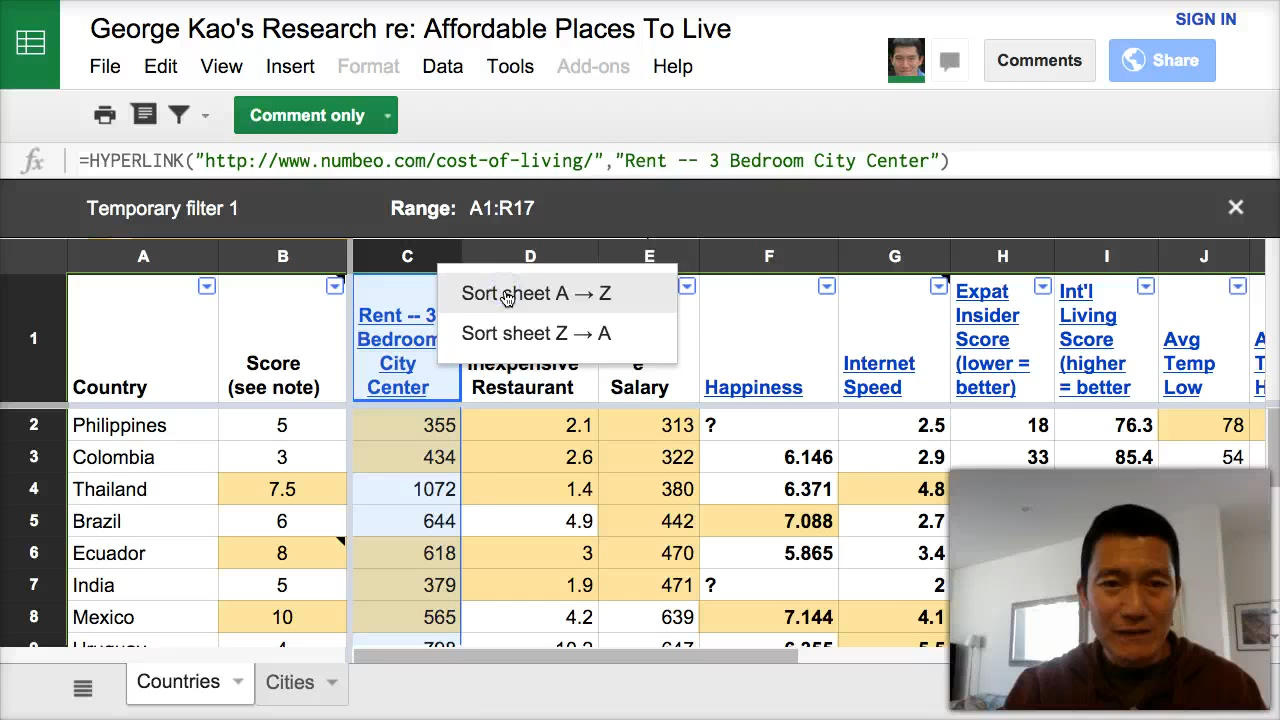 George Kao's Research re: Affordable Places To Live
SIGN IN
File Edit View Insert Format Data Tools Add-ons Help
Comments Share
Comment only
fx =HYPERLINK("http://www.numbeo.com/cost-of-living/","Rent -- 3 Bedroom City Center")
Temporary filter 1 Range: A1:R17
A B C D E F G H I J
Sort sheet A → Z
Sort sheet Z → A
1
Country
Score
(see note)
Rent -- 3
Bedroom
City
Center
Inexpensive
Restaurant
e
Salary
Happiness
Internet
Speed
Expat
Insider
Score
(lower =
better)
Int'l
Living
Score
(higher
= better
Avg
Temp
Low
2 Philippines 5 355 2.1 313 ? 2.5 18 76.3 78
3 Colombia 3 434 2.6 322 6.146 2.9 33 85.4 54
4 Thailand 7.5 1072 1.4 380 6.371 4.8
5 Brazil 6 644 4.9 442 7.088 2.7
6 Ecuador 8 618 3 470 5.865 3.4
7 India 5 379 1.9 471 ? 2
8 Mexico 10 565 4.2 639 7.144 4.1
Countries Cities